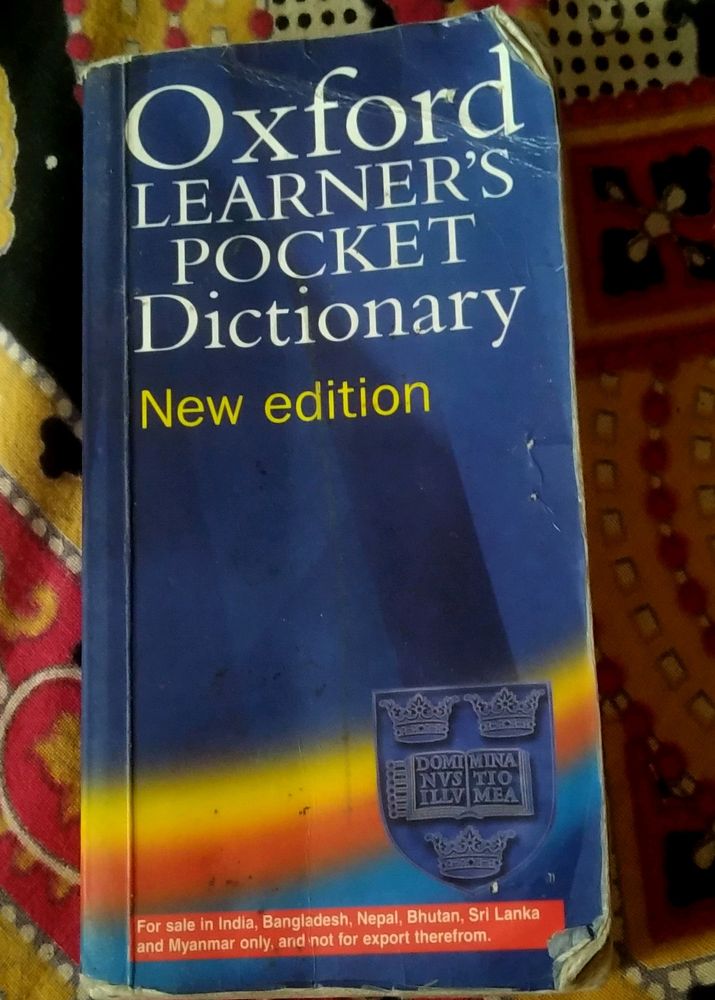 Oxford
LEARNER'S
POCKET
Dictionary
New edition
DOMI MINA
NVS TIO
ILLV MEA
For sale in India, Bangladesh, Nepal, Bhutan, Sri Lanka
and Myanmar only, and not for export therefrom.